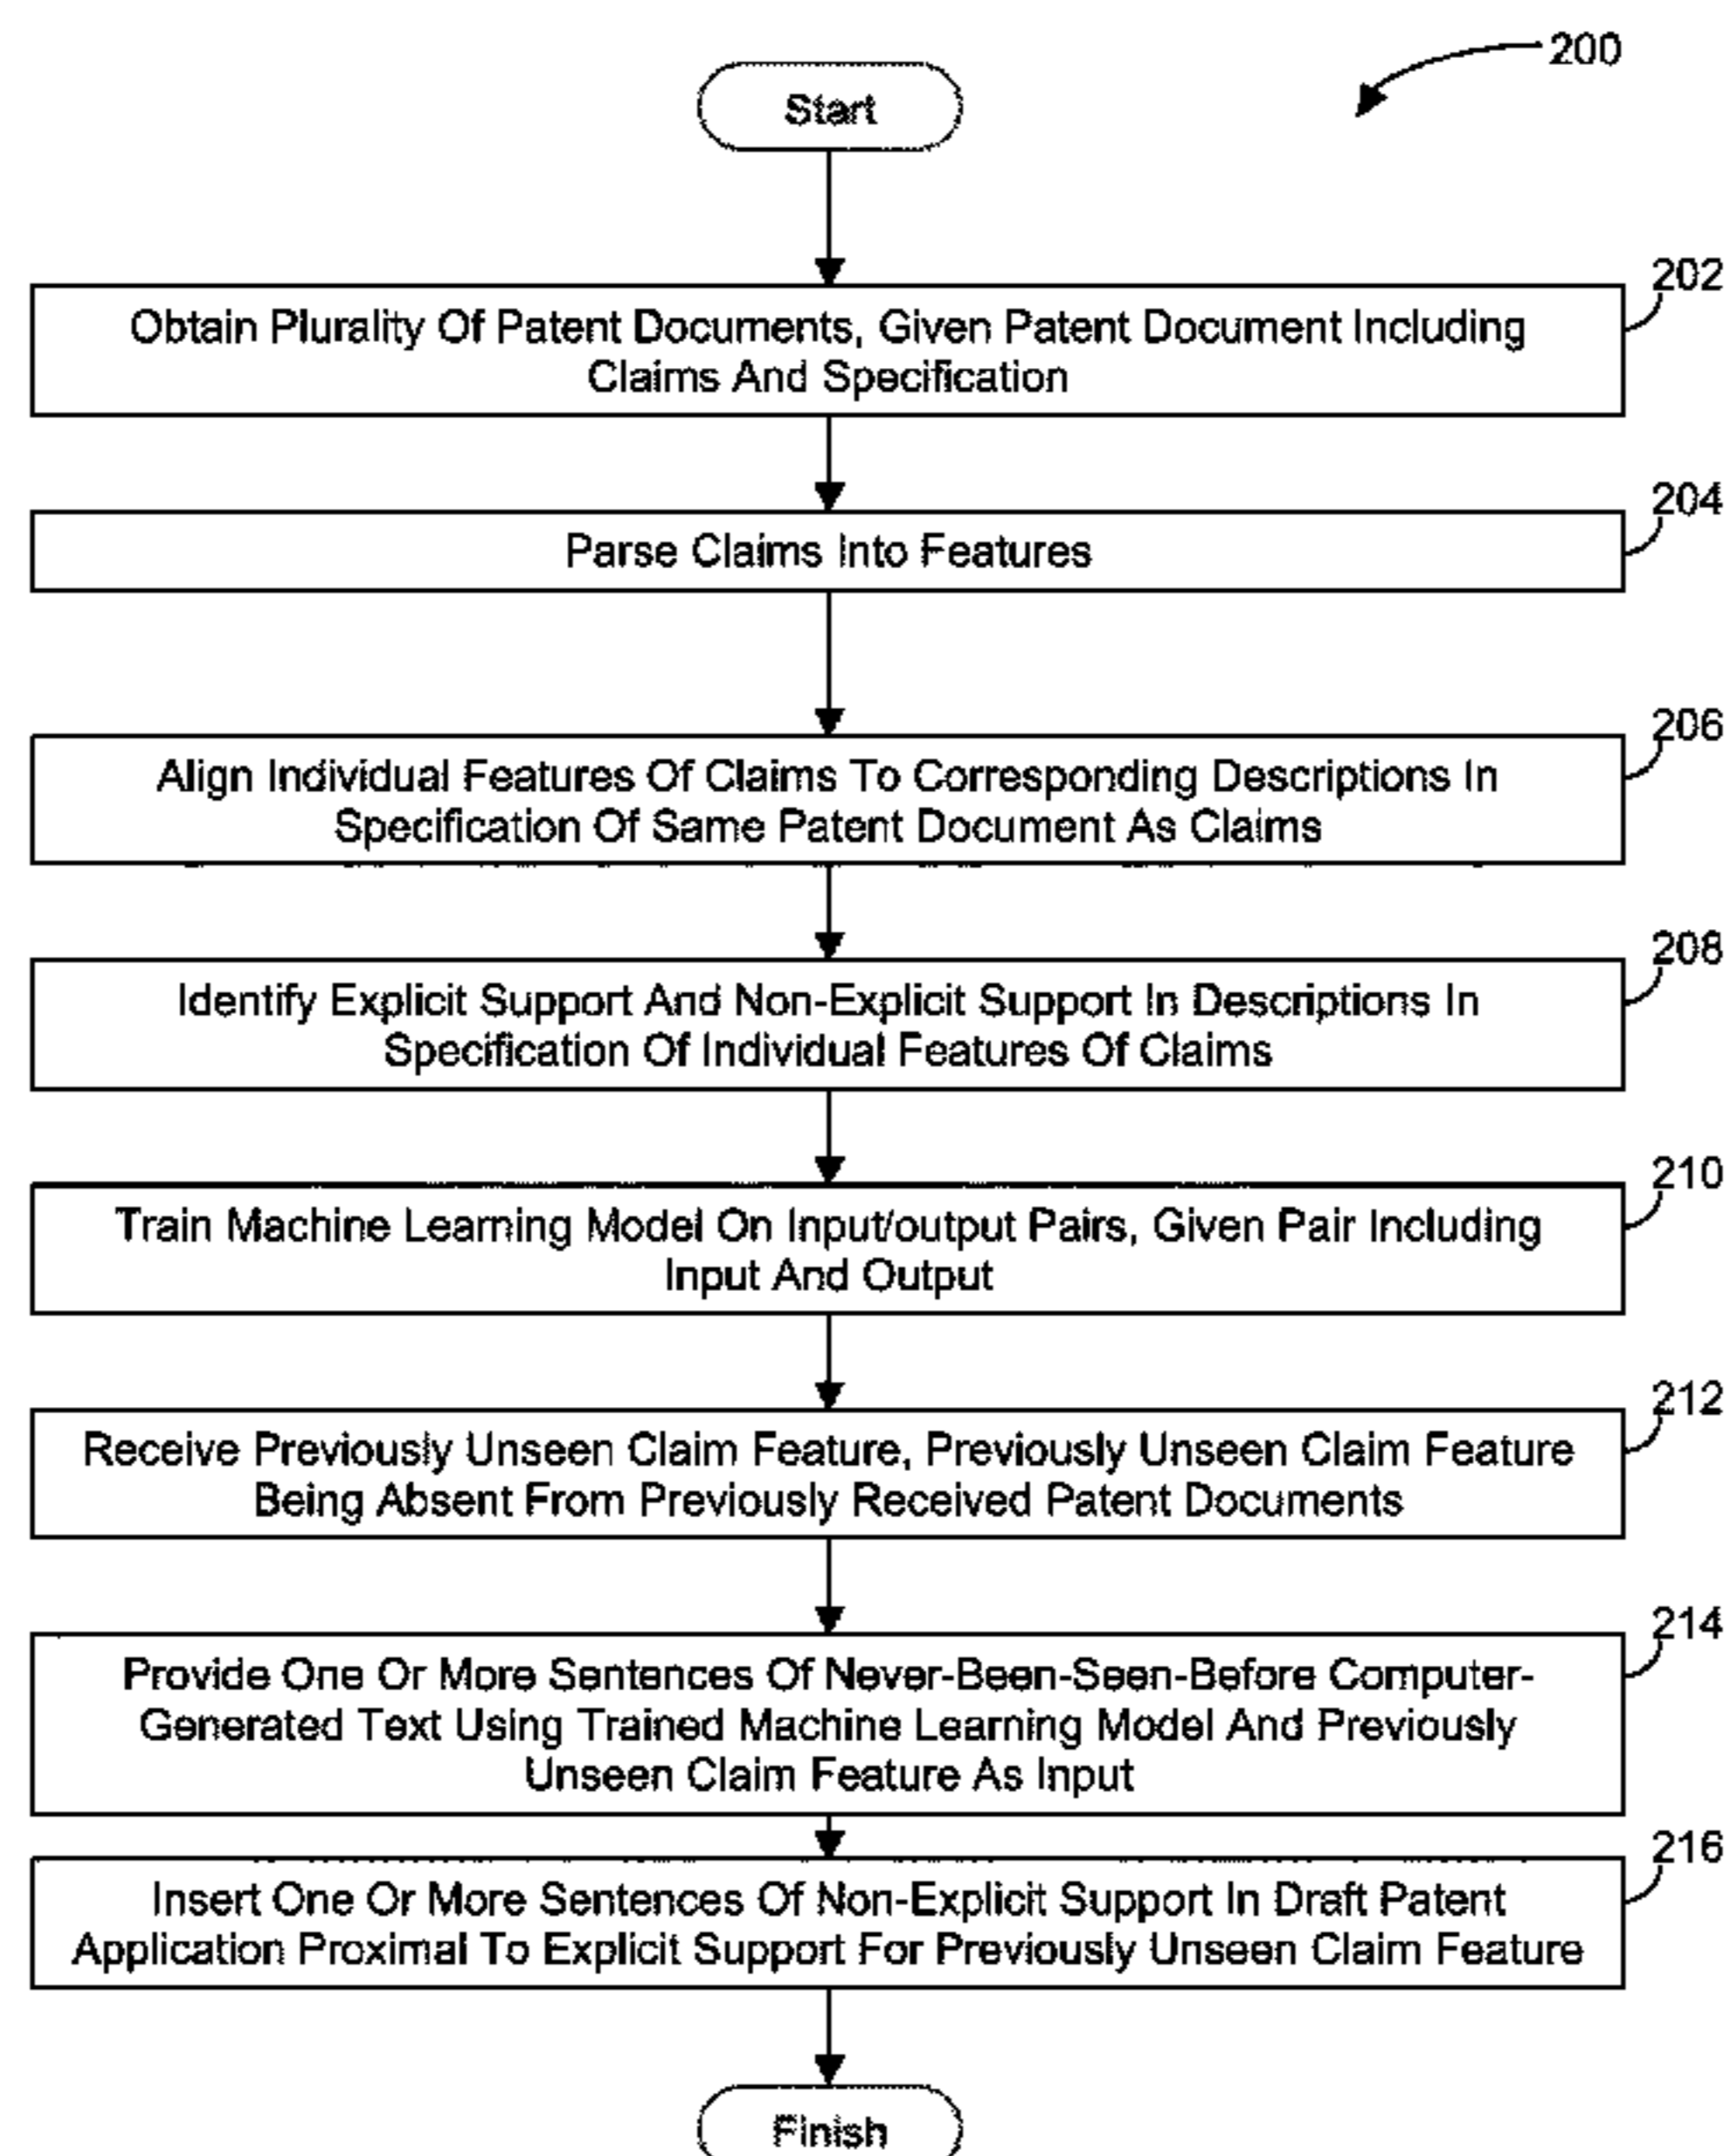 200
Start
202
Obtain Plurality Of Patent Documents, Given Patent Document Including
Claims And Specification
204
Parse Claims Into Features
206
Align Individual Features Of Claims To Corresponding Descriptions In
Specification Of Same Patent Document As Claims
208
Identify Explicit Support And Non-Explicit Support In Descriptions In
Specification Of Individual Features Of Claims
210
Train Machine Learning Model On Input/output Pairs, Given Pair Including
Input And Output
212
Receive Previously Unseen Claim Feature, Previously Unseen Claim Feature
Being Absent From Previously Received Patent Documents
214
Provide One Or More Sentences Of Never-Been-Seen-Before Computer-
Generated Text Using Trained Machine Learning Model And Previously
Unseen Claim Feature As Input
216
Insert One Or More Sentences Of Non-Explicit Support In Draft Patent
Application Proximal To Explicit Support For Previously Unseen Claim Feature
Finish